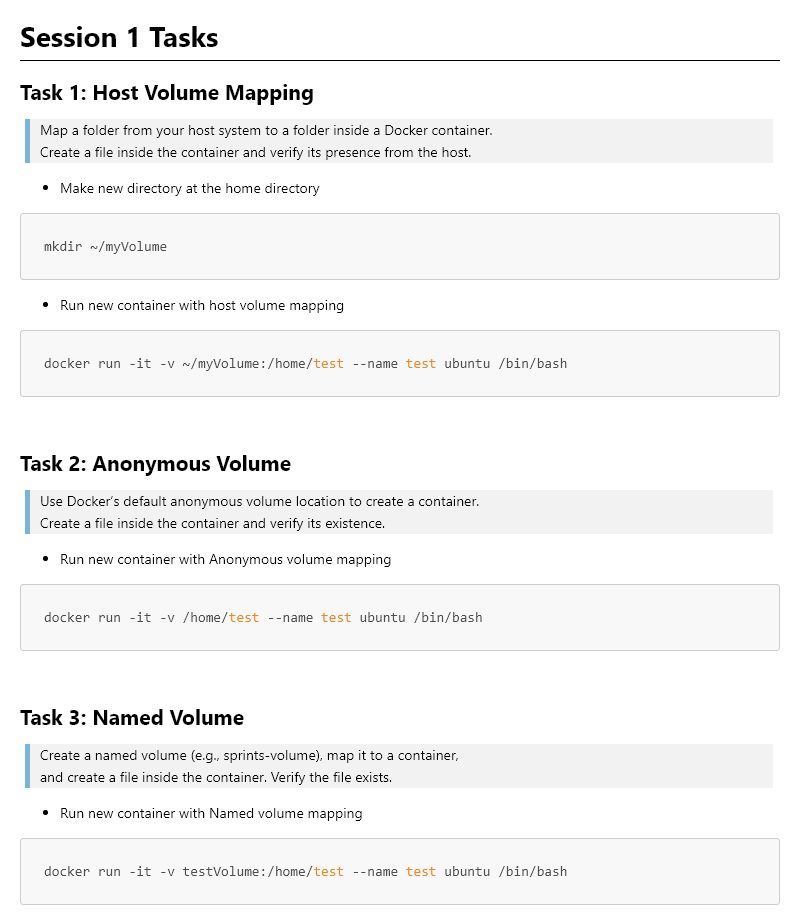 Session 1 Tasks
Task 1: Host Volume Mapping
Map a folder from your host system to a folder inside a Docker container.
Create a file inside the container and verify its presence from the host.
• Make new directory at the home directory
mkdir ~/myVolume
• Run new container with host volume mapping
docker run -it -v ~/myVolume:/home/test --name test ubuntu /bin/bash
Task 2: Anonymous Volume
Use Docker’s default anonymous volume location to create a container.
Create a file inside the container and verify its existence.
• Run new container with Anonymous volume mapping
docker run -it -v /home/test --name test ubuntu /bin/bash
Task 3: Named Volume
Create a named volume (e.g., sprints-volume), map it to a container,
and create a file inside the container. Verify the file exists.
• Run new container with Named volume mapping
docker run -it -v testVolume:/home/test --name test ubuntu /bin/bash